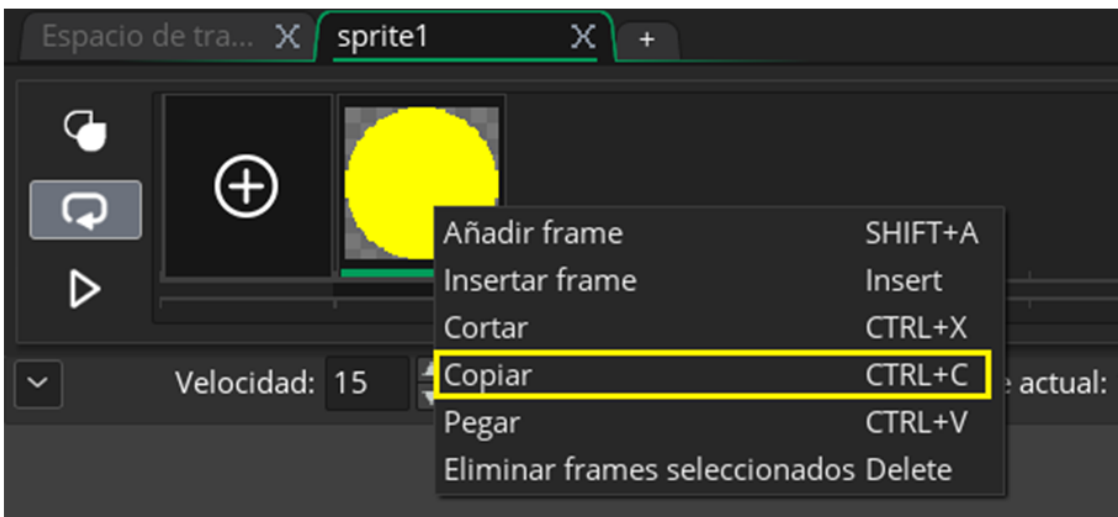 Espacio de tra... X sprite1 X +
Añadir frame SHIFT+A
Insertar frame Insert
Cortar CTRL+X
Velocidad: 15 Copiar CTRL+C actual:
Pegar CTRL+V
Eliminar frames seleccionados Delete